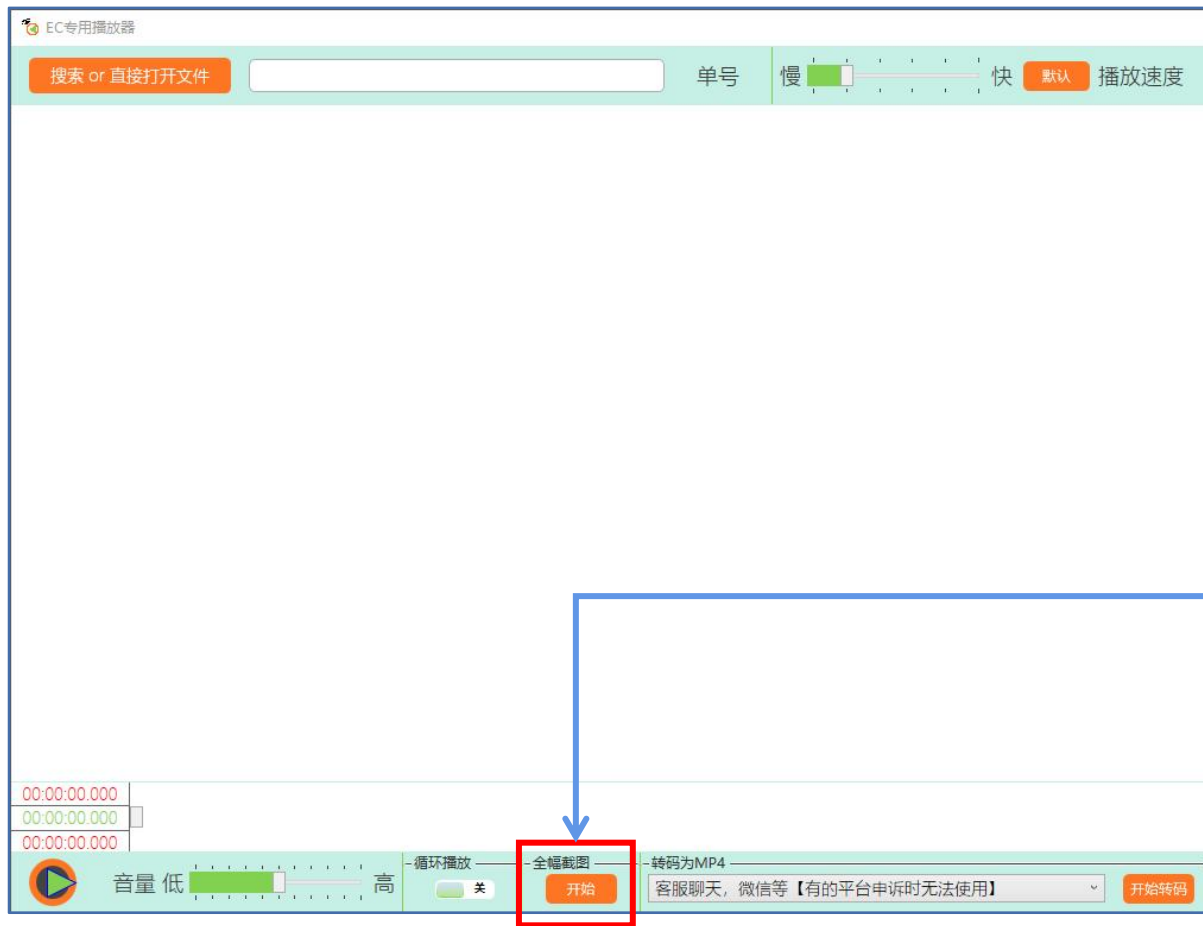 EC专用播放器
搜索 or 直接打开文件 单号 慢 快 默认 播放速度
00:00:00.000
00:00:00.000
00:00:00.000
循环播放 全幅截图 转码为MP4
音量 低 高 关 开始 客服聊天，微信等【有的平台申诉时无法使用】 开始转码